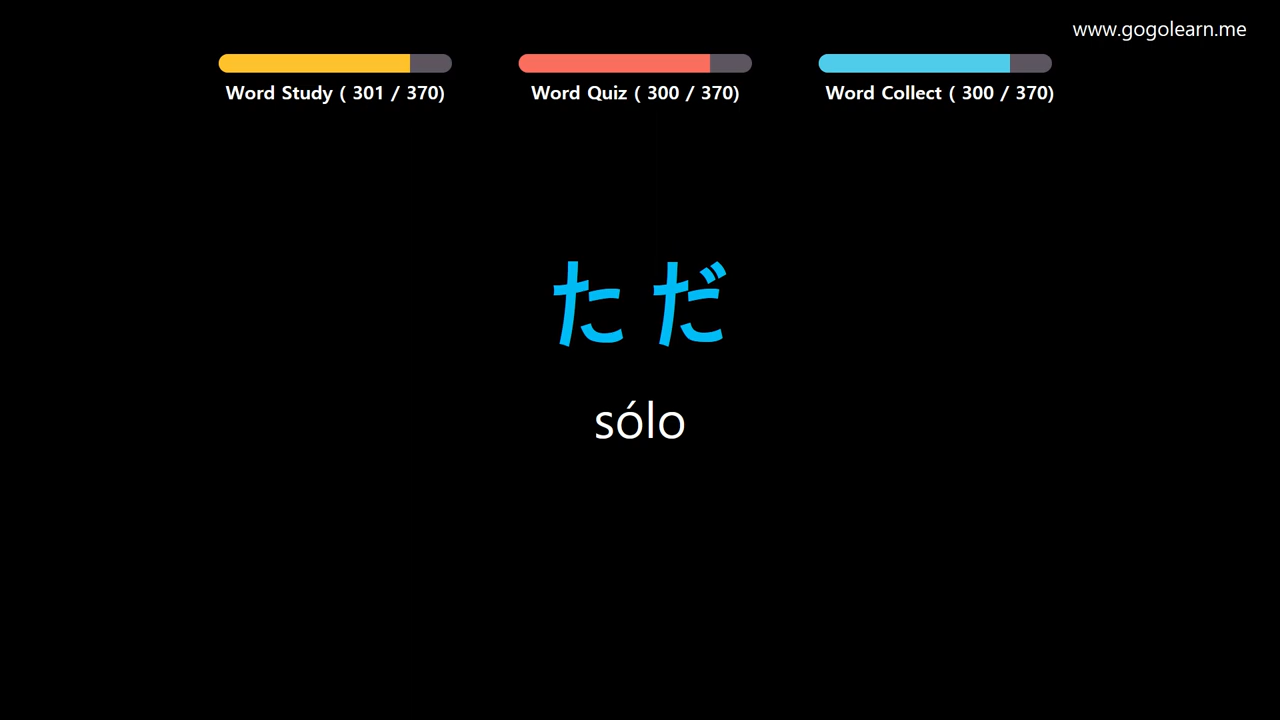 www.gogolearn.me
Word Study ( 301 / 370)
Word Quiz ( 300 / 370)
Word Collect ( 300 / 370)
ただ
sólo